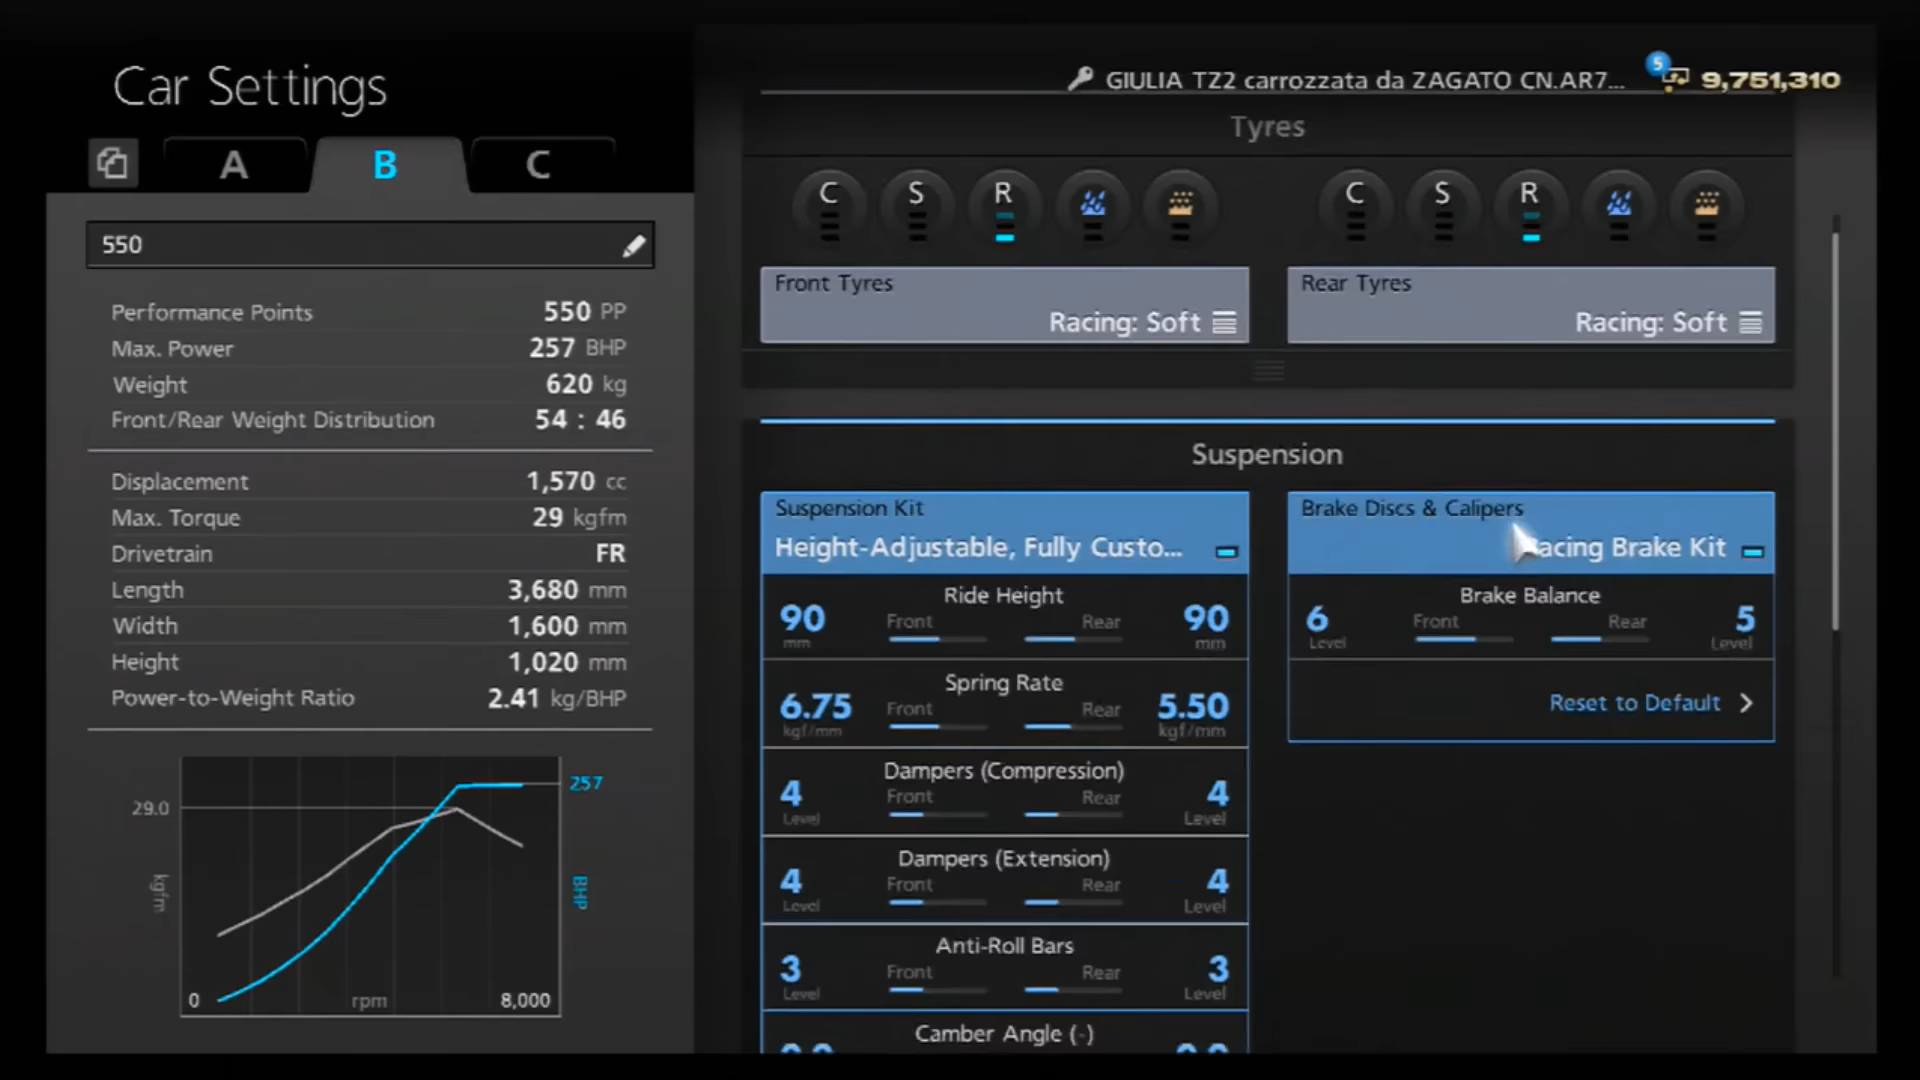 Car Settings
GIULIA TZ2 carrozzata da ZAGATO CN.AR7...
5
9,751,310
A
B
C
550
Performance Points 550 PP
Max. Power 257 BHP
Weight 620 kg
Front/Rear Weight Distribution 54 : 46
Displacement 1,570 cc
Max. Torque 29 kgfm
Drivetrain FR
Length 3,680 mm
Width 1,600 mm
Height 1,020 mm
Power-to-Weight Ratio 2.41 kg/BHP
257
29.0
kgfm
BHP
0 rpm 8,000
Tyres
C S R
C S R
Front Tyres
Racing: Soft
Rear Tyres
Racing: Soft
Suspension
Suspension Kit
Height-Adjustable, Fully Custo...
Ride Height
90 Front Rear 90
mm mm
Spring Rate
6.75 Front Rear 5.50
kgf/mm kgf/mm
Dampers (Compression)
4 Front Rear 4
Level Level
Dampers (Extension)
4 Front Rear 4
Level Level
Anti-Roll Bars
3 Front Rear 3
Level Level
Camber Angle (-)
Brake Discs & Calipers
acing Brake Kit
Brake Balance
6 Front Rear 5
Level Level
Reset to Default